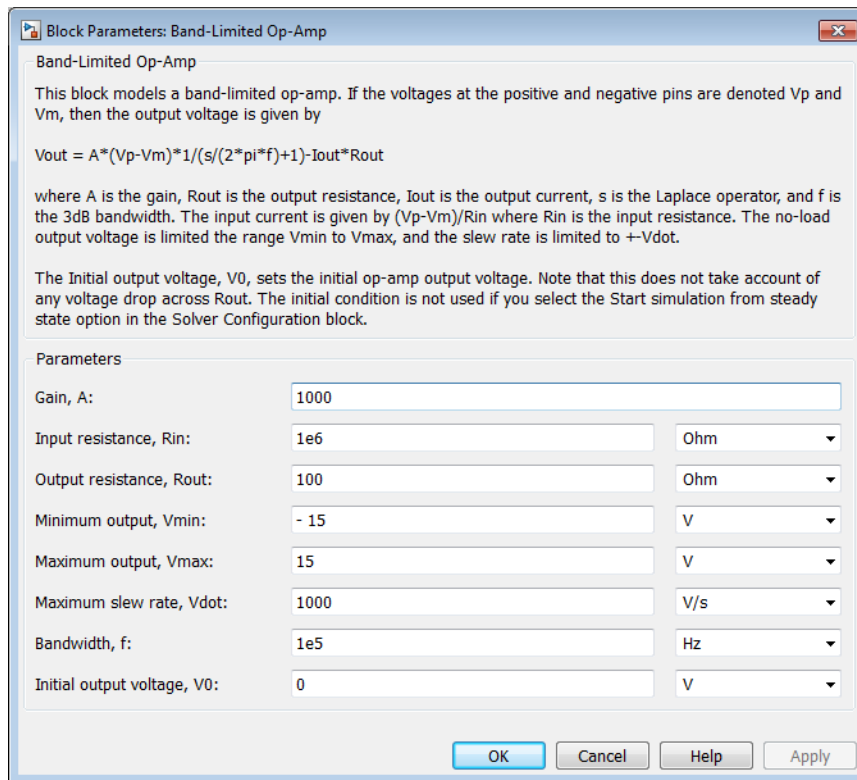 Block Parameters: Band-Limited Op-Amp
Band-Limited Op-Amp
This block models a band-limited op-amp. If the voltages at the positive and negative pins are denoted Vp and
Vm, then the output voltage is given by
Vout = A*(Vp-Vm)*1/(s/(2*pi*f)+1)-Iout*Rout
where A is the gain, Rout is the output resistance, Iout is the output current, s is the Laplace operator, and f is
the 3dB bandwidth. The input current is given by (Vp-Vm)/Rin where Rin is the input resistance. The no-load
output voltage is limited the range Vmin to Vmax, and the slew rate is limited to +-Vdot.
The Initial output voltage, V0, sets the initial op-amp output voltage. Note that this does not take account of
any voltage drop across Rout. The initial condition is not used if you select the Start simulation from steady
state option in the Solver Configuration block.
Parameters
Gain, A: 1000
Input resistance, Rin: 1e6 Ohm
Output resistance, Rout: 100 Ohm
Minimum output, Vmin: - 15 V
Maximum output, Vmax: 15 V
Maximum slew rate, Vdot: 1000 V/s
Bandwidth, f: 1e5 Hz
Initial output voltage, V0: 0 V
OK Cancel Help Apply